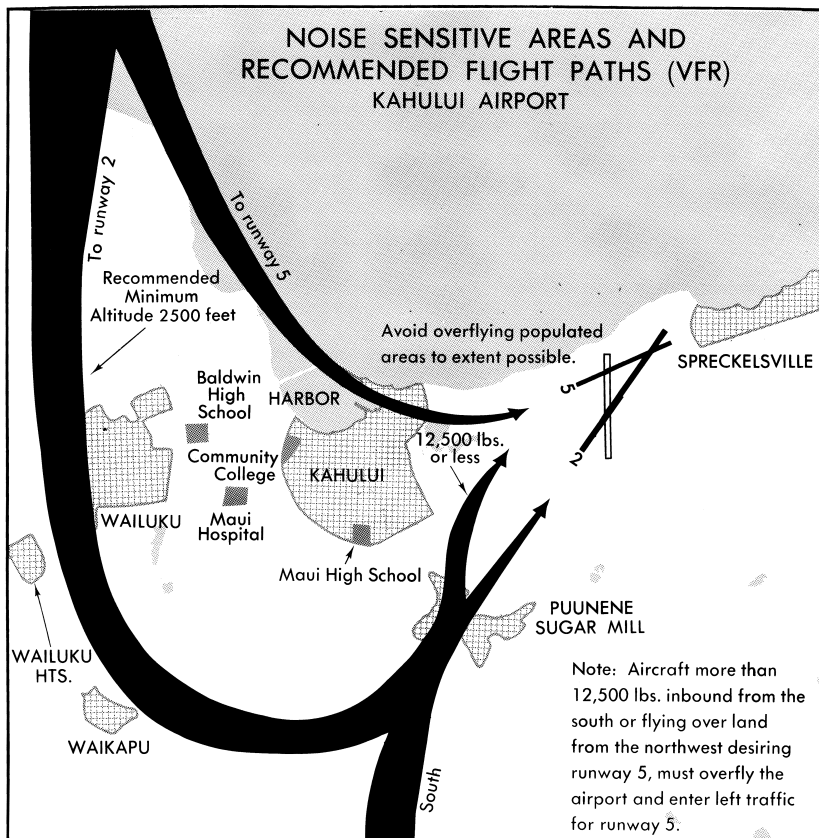 NOISE SENSITIVE AREAS AND
RECOMMENDED FLIGHT PATHS (VFR)
KAHULUI AIRPORT
To runway 2
To runway 5
Recommended
Minimum
Altitude 2500 feet
Avoid overflying populated
areas to extent possible.
SPRECKELSVILLE
5
2
Baldwin
High
School
HARBOR
12,500 lbs.
or less
Community
College
KAHULUI
WAILUKU
Maui
Hospital
Maui High School
PUUNENE
SUGAR MILL
WAILUKU
HTS.
WAIKAPU
South
Note: Aircraft more than
12,500 lbs. inbound from the
south or flying over land
from the northwest desiring
runway 5, must overfly the
airport and enter left traffic
for runway 5.